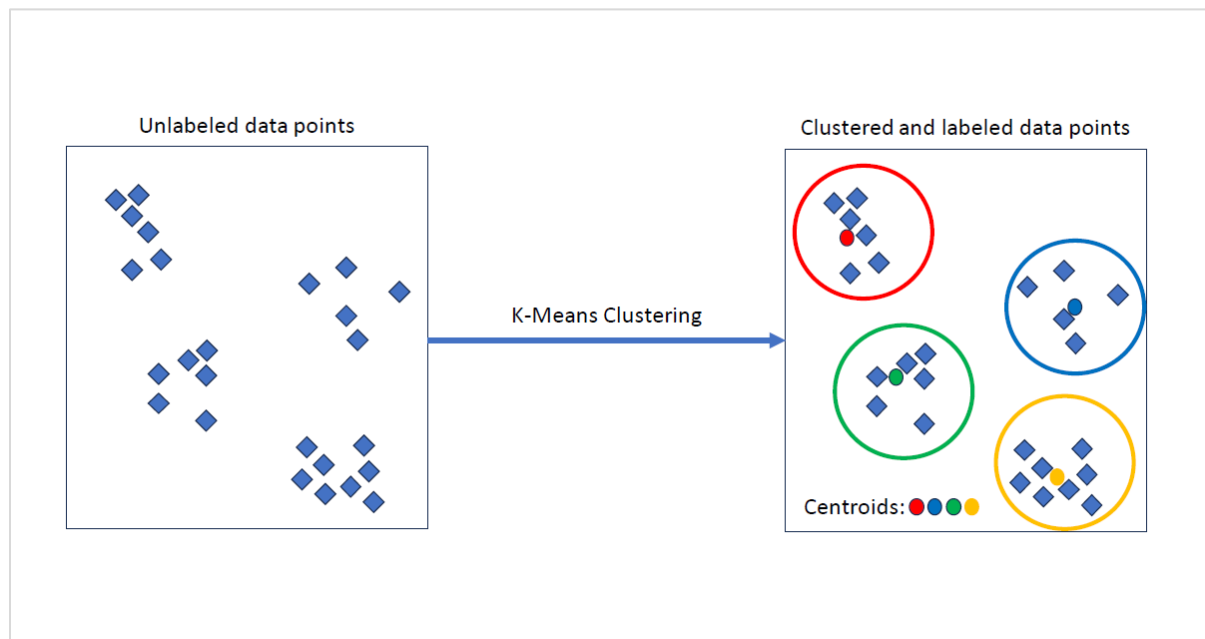 Unlabeled data points
Clustered and labeled data points
K-Means Clustering
Centroids: